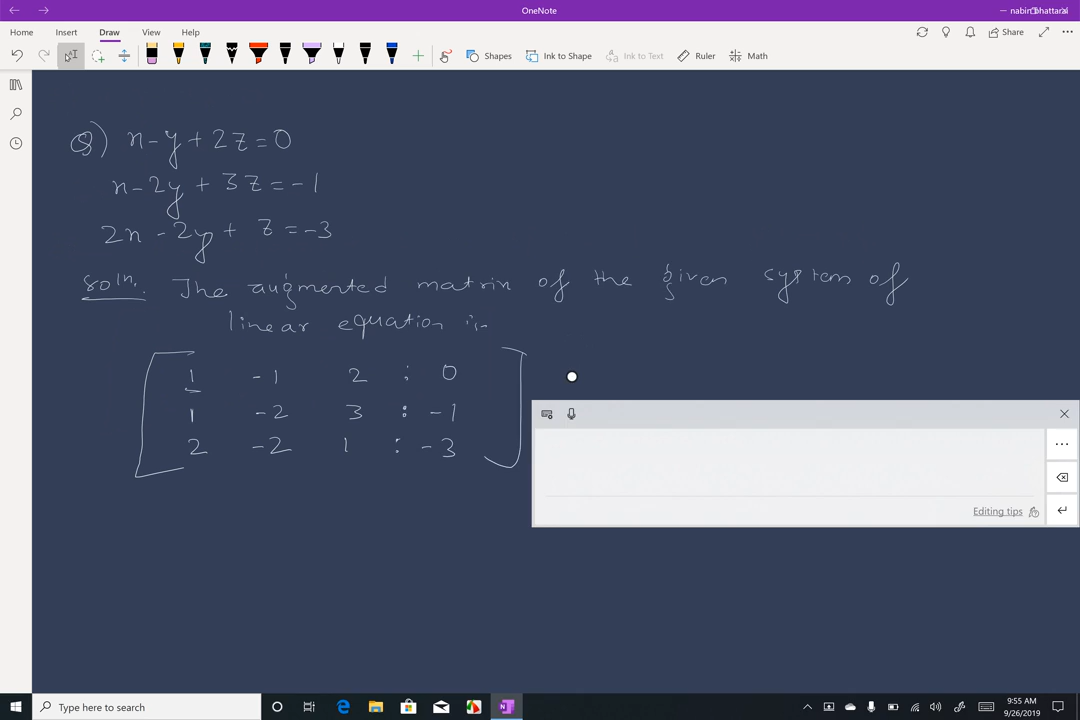 OneNote
nabin bhattarai
Home Insert Draw View Help
Share
Shapes Ink to Shape Ink to Text Ruler Math
Q) x - y + 2z = 0
x - 2y + 3z = -1
2x - 2y + z = -3
soln. The augmented matrix of the given system of
linear equation is
1 -1 2 : 0
1 -2 3 : -1
2 -2 1 : -3
Editing tips
Type here to search
9:55 AM
9/26/2019